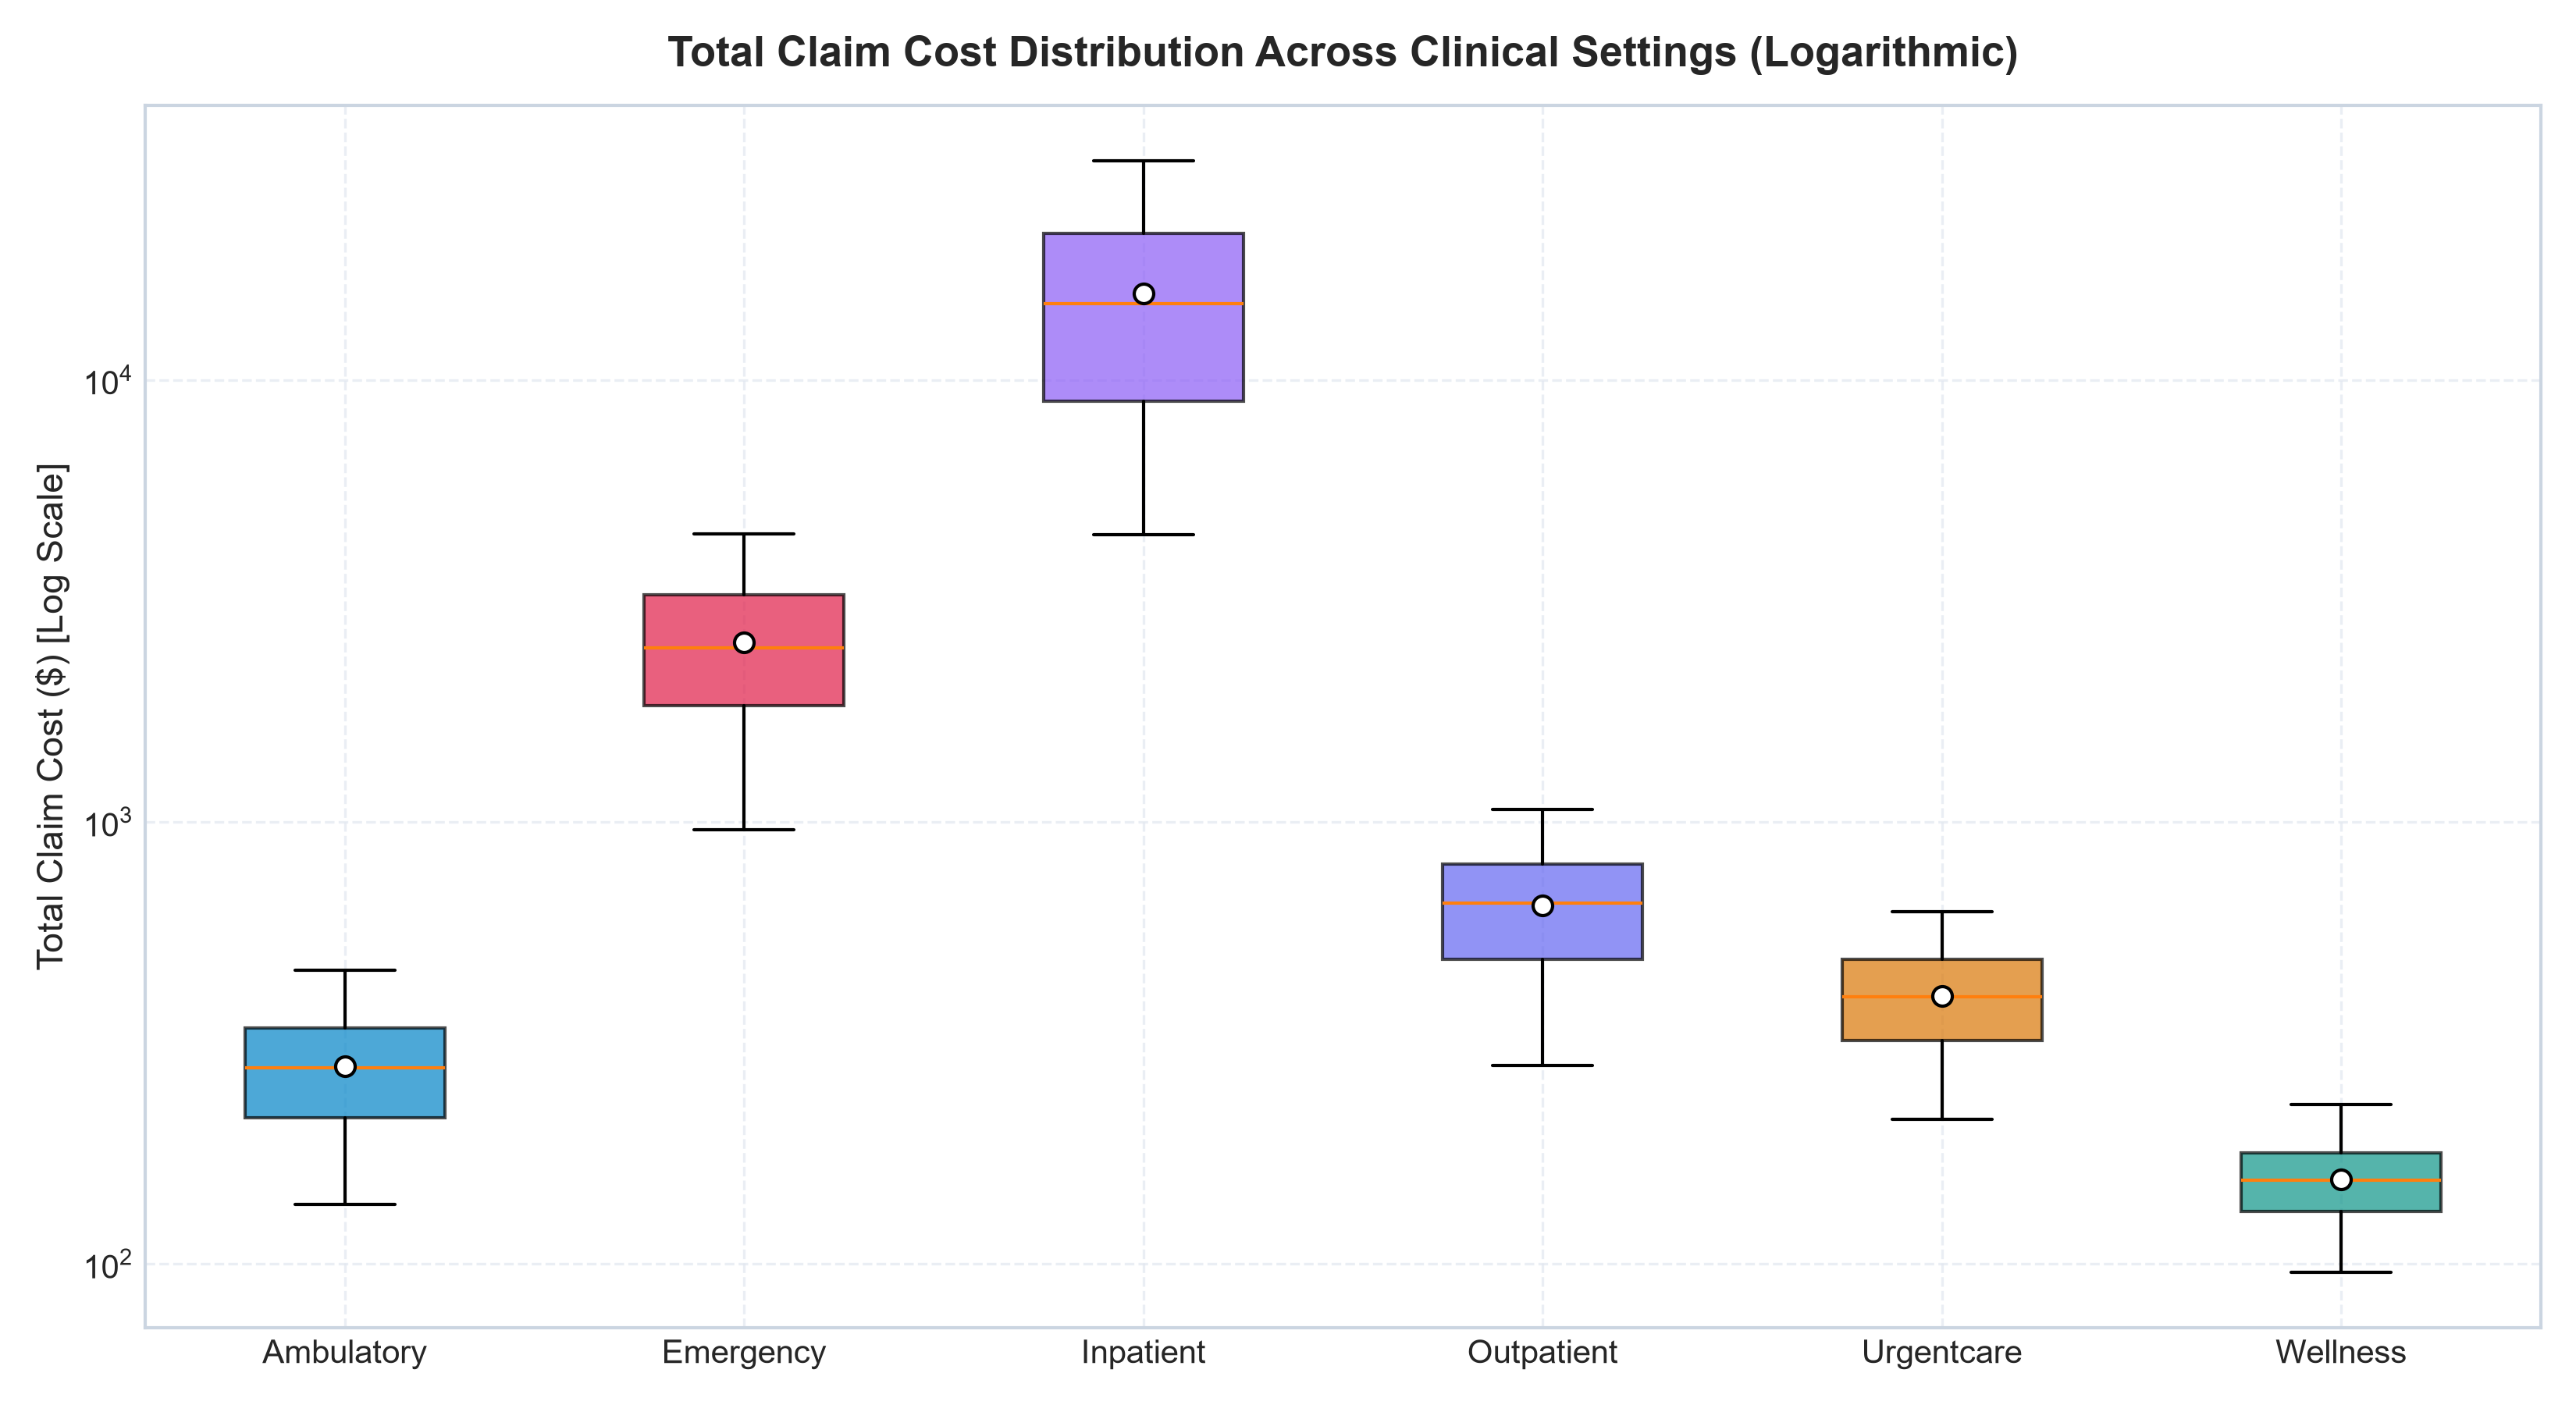 Total Claim Cost Distribution Across Clinical Settings (Logarithmic)
Total Claim Cost ($) [Log Scale]
10⁴
10³
10²
Ambulatory
Emergency
Inpatient
Outpatient
Urgentcare
Wellness